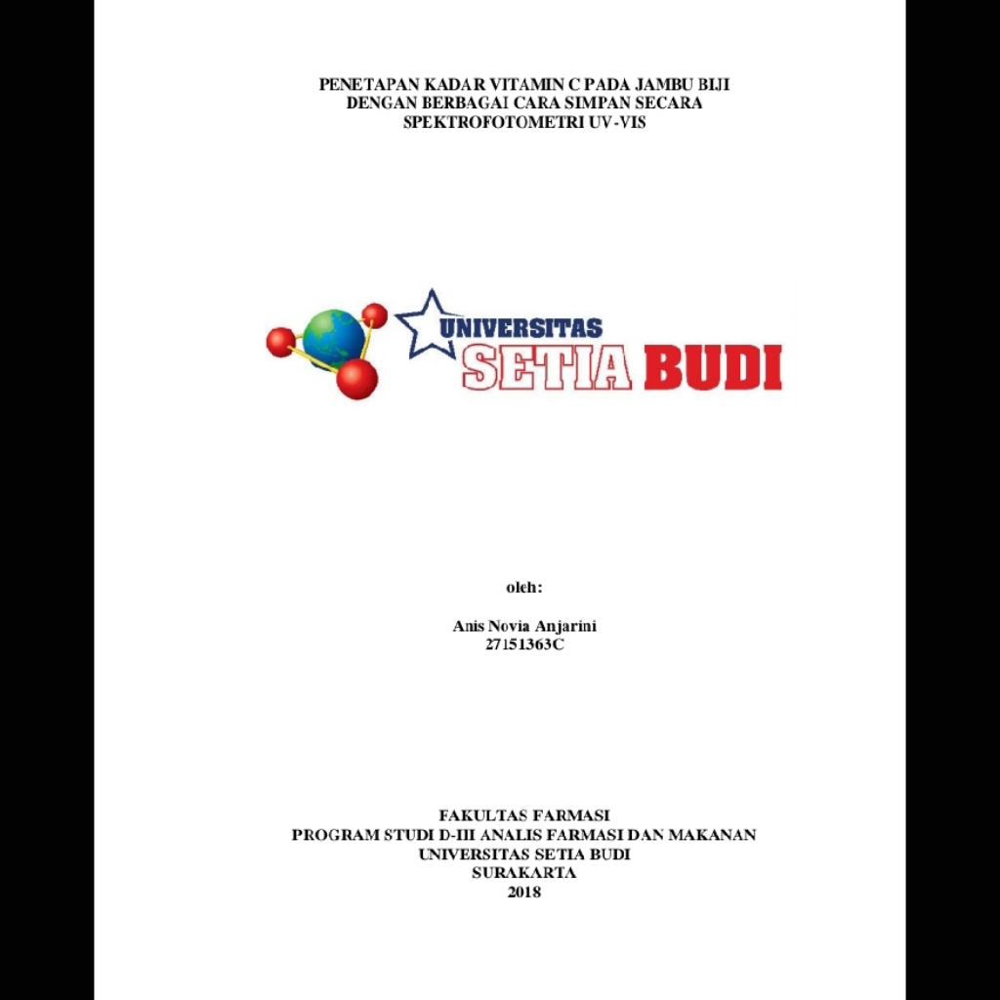 PENETAPAN KADAR VITAMIN C PADA JAMBU BIJI
DENGAN BERBAGAI CARA SIMPAN SECARA
SPEKTROFOTOMETRI UV-VIS
UNIVERSITAS
SETIA BUDI
oleh:
Anis Novia Anjarini
27151363C
FAKULTAS FARMASI
PROGRAM STUDI D-III ANALIS FARMASI DAN MAKANAN
UNIVERSITAS SETIA BUDI
SURAKARTA
2018